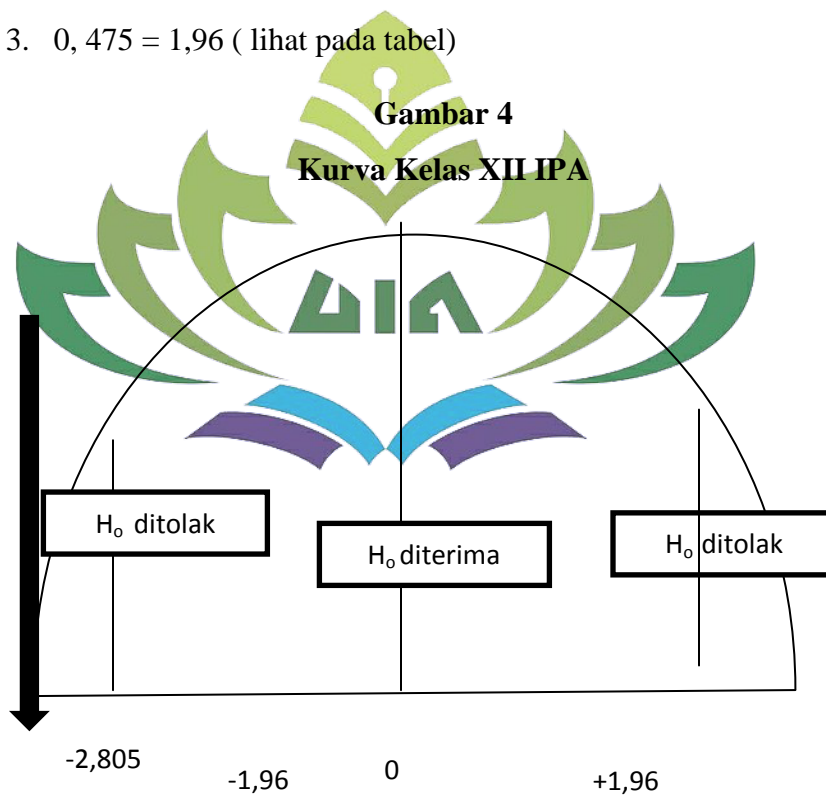 3. 0, 475 = 1,96 ( lihat pada tabel)
Gambar 4
Kurva Kelas XII IPA
UIN
Ho ditolak
Ho diterima
Ho ditolak
-2,805
-1,96
0
+1,96